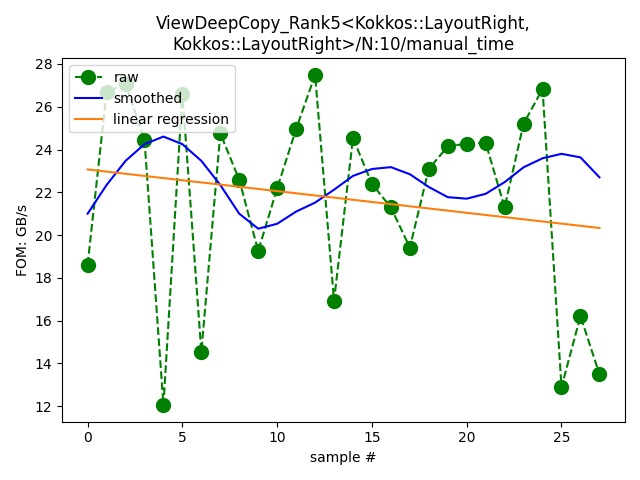 ViewDeepCopy_Rank5<Kokkos::LayoutRight,
Kokkos::LayoutRight>/N:10/manual_time
28
26
24
22
20
18
16
14
12
FOM: GB/s
raw
smoothed
linear regression
0
5
10
15
20
25
sample #